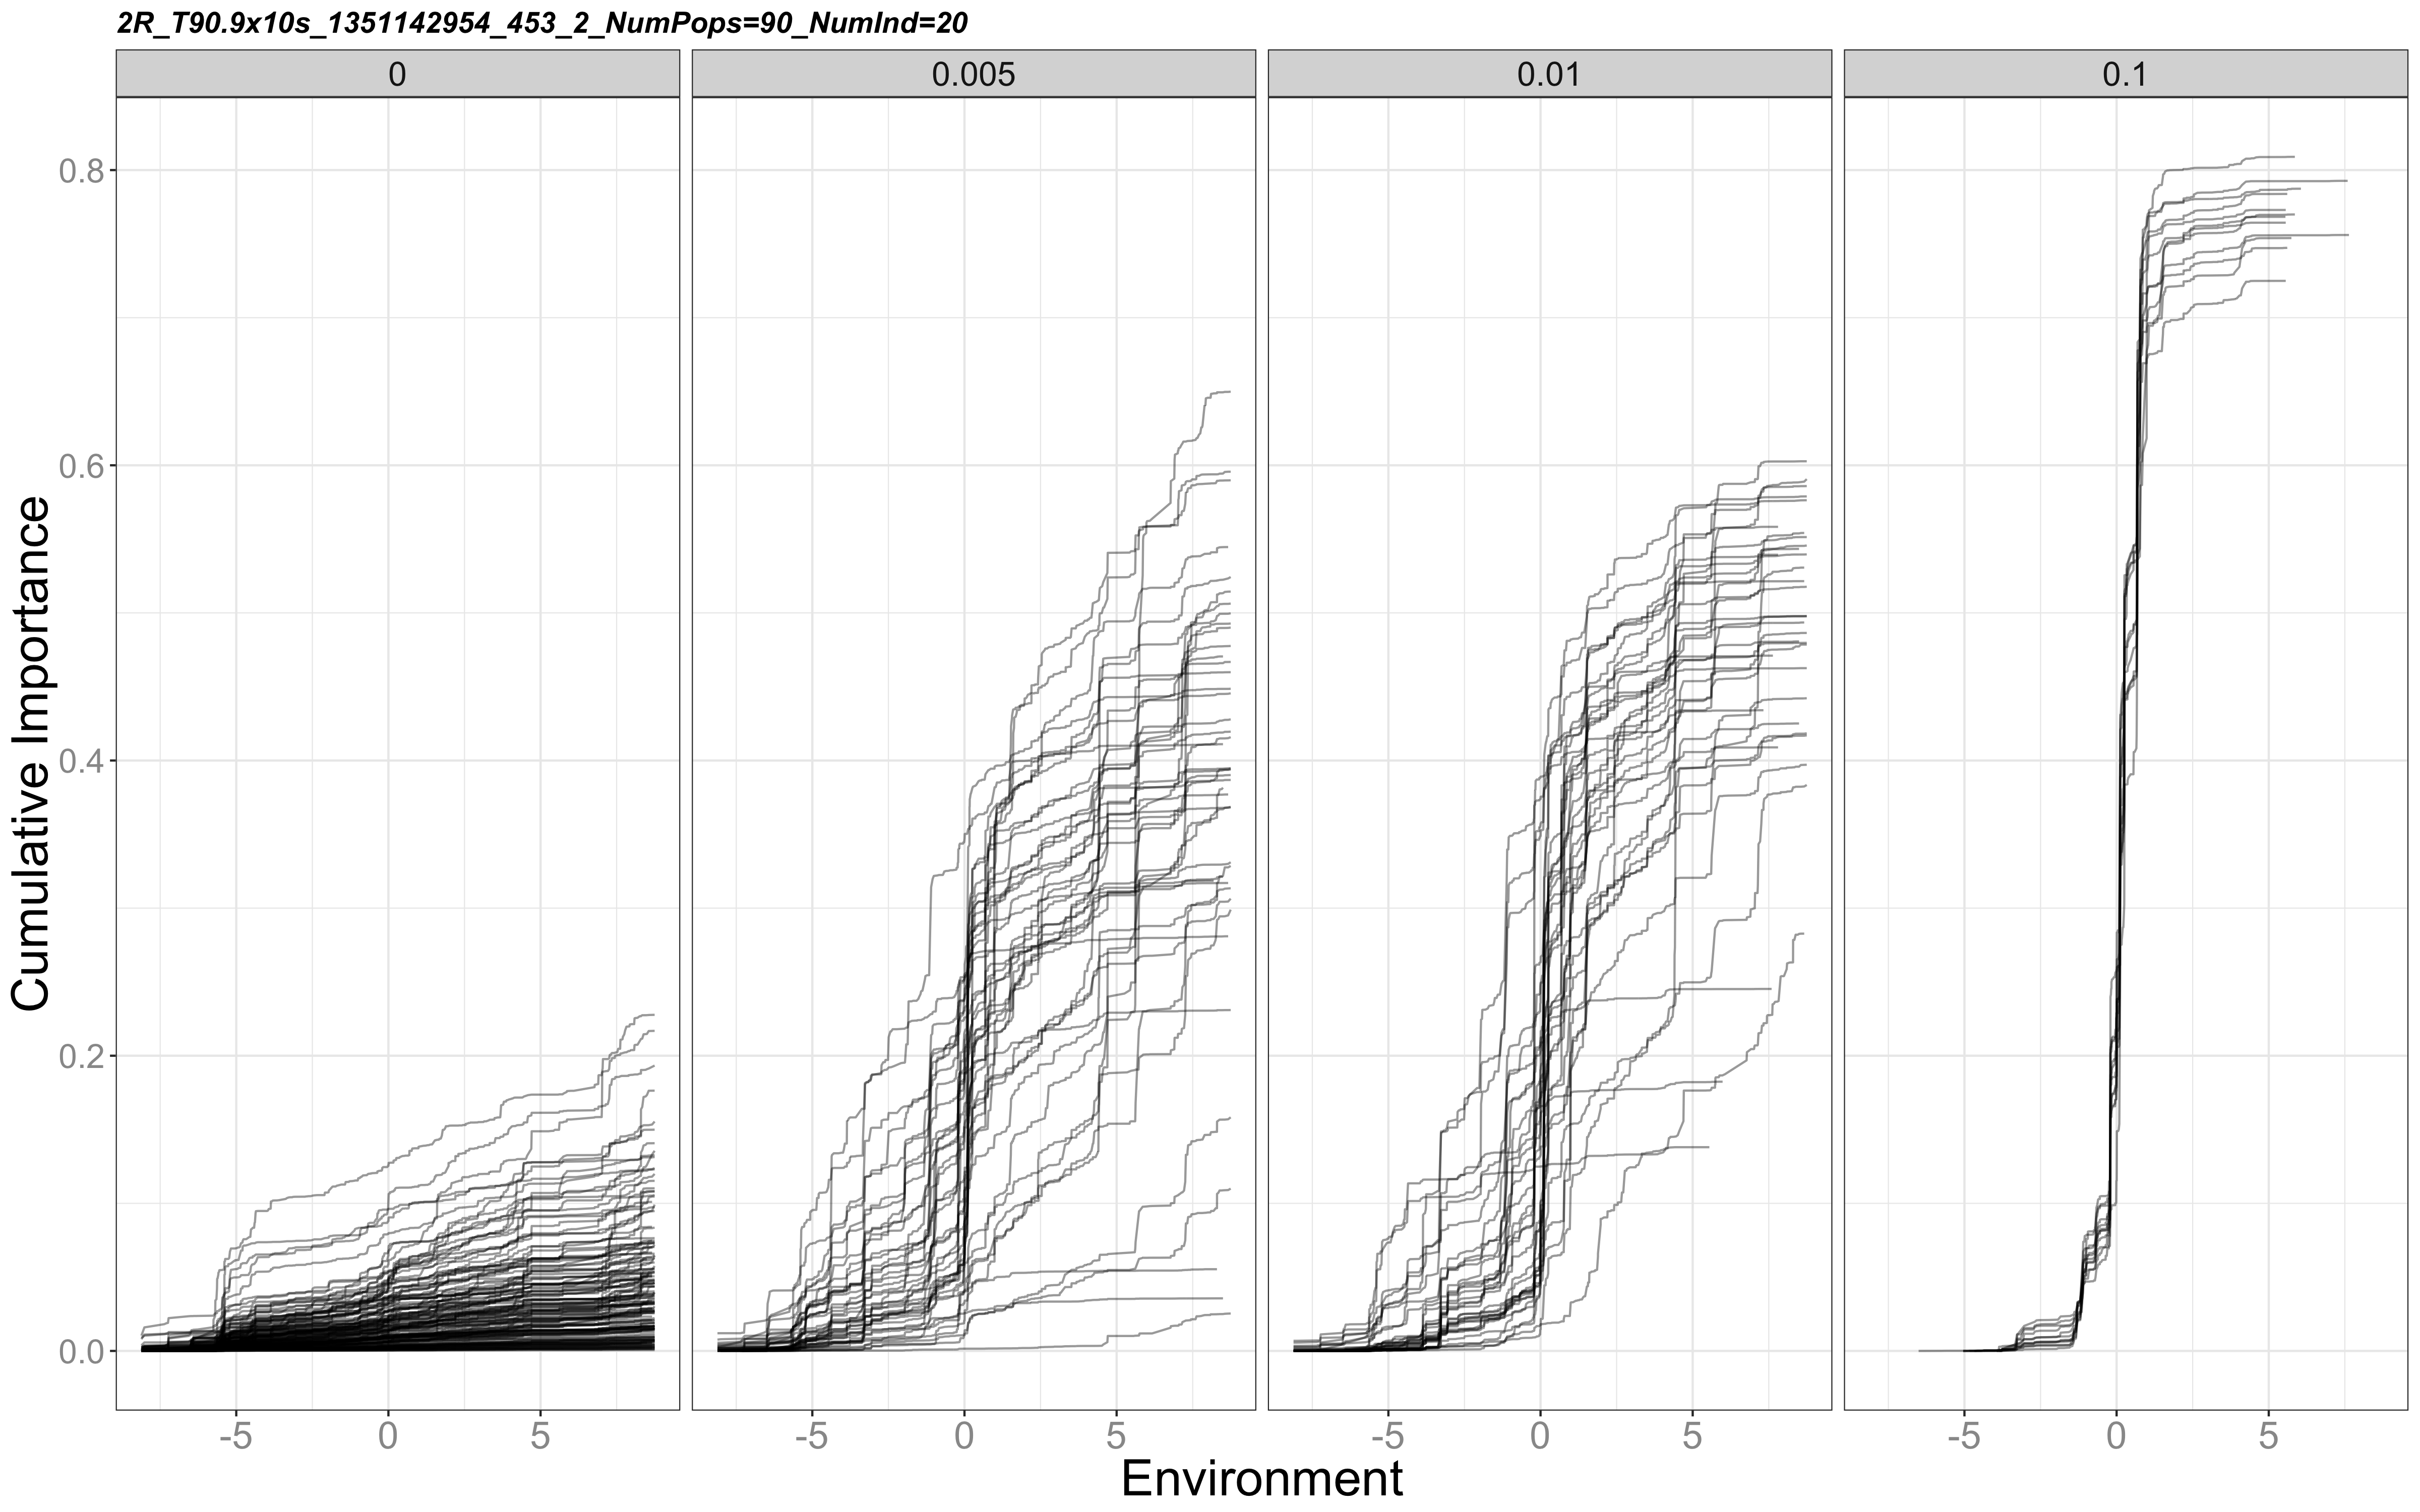 2R_T90.9x10s_1351142954_453_2_NumPops=90_NumInd=20
0 0.005 0.01 0.1
Cumulative Importance
0.8
0.6
0.4
0.2
0.0
-5 0 5 -5 0 5 -5 0 5 -5 0 5
Environment